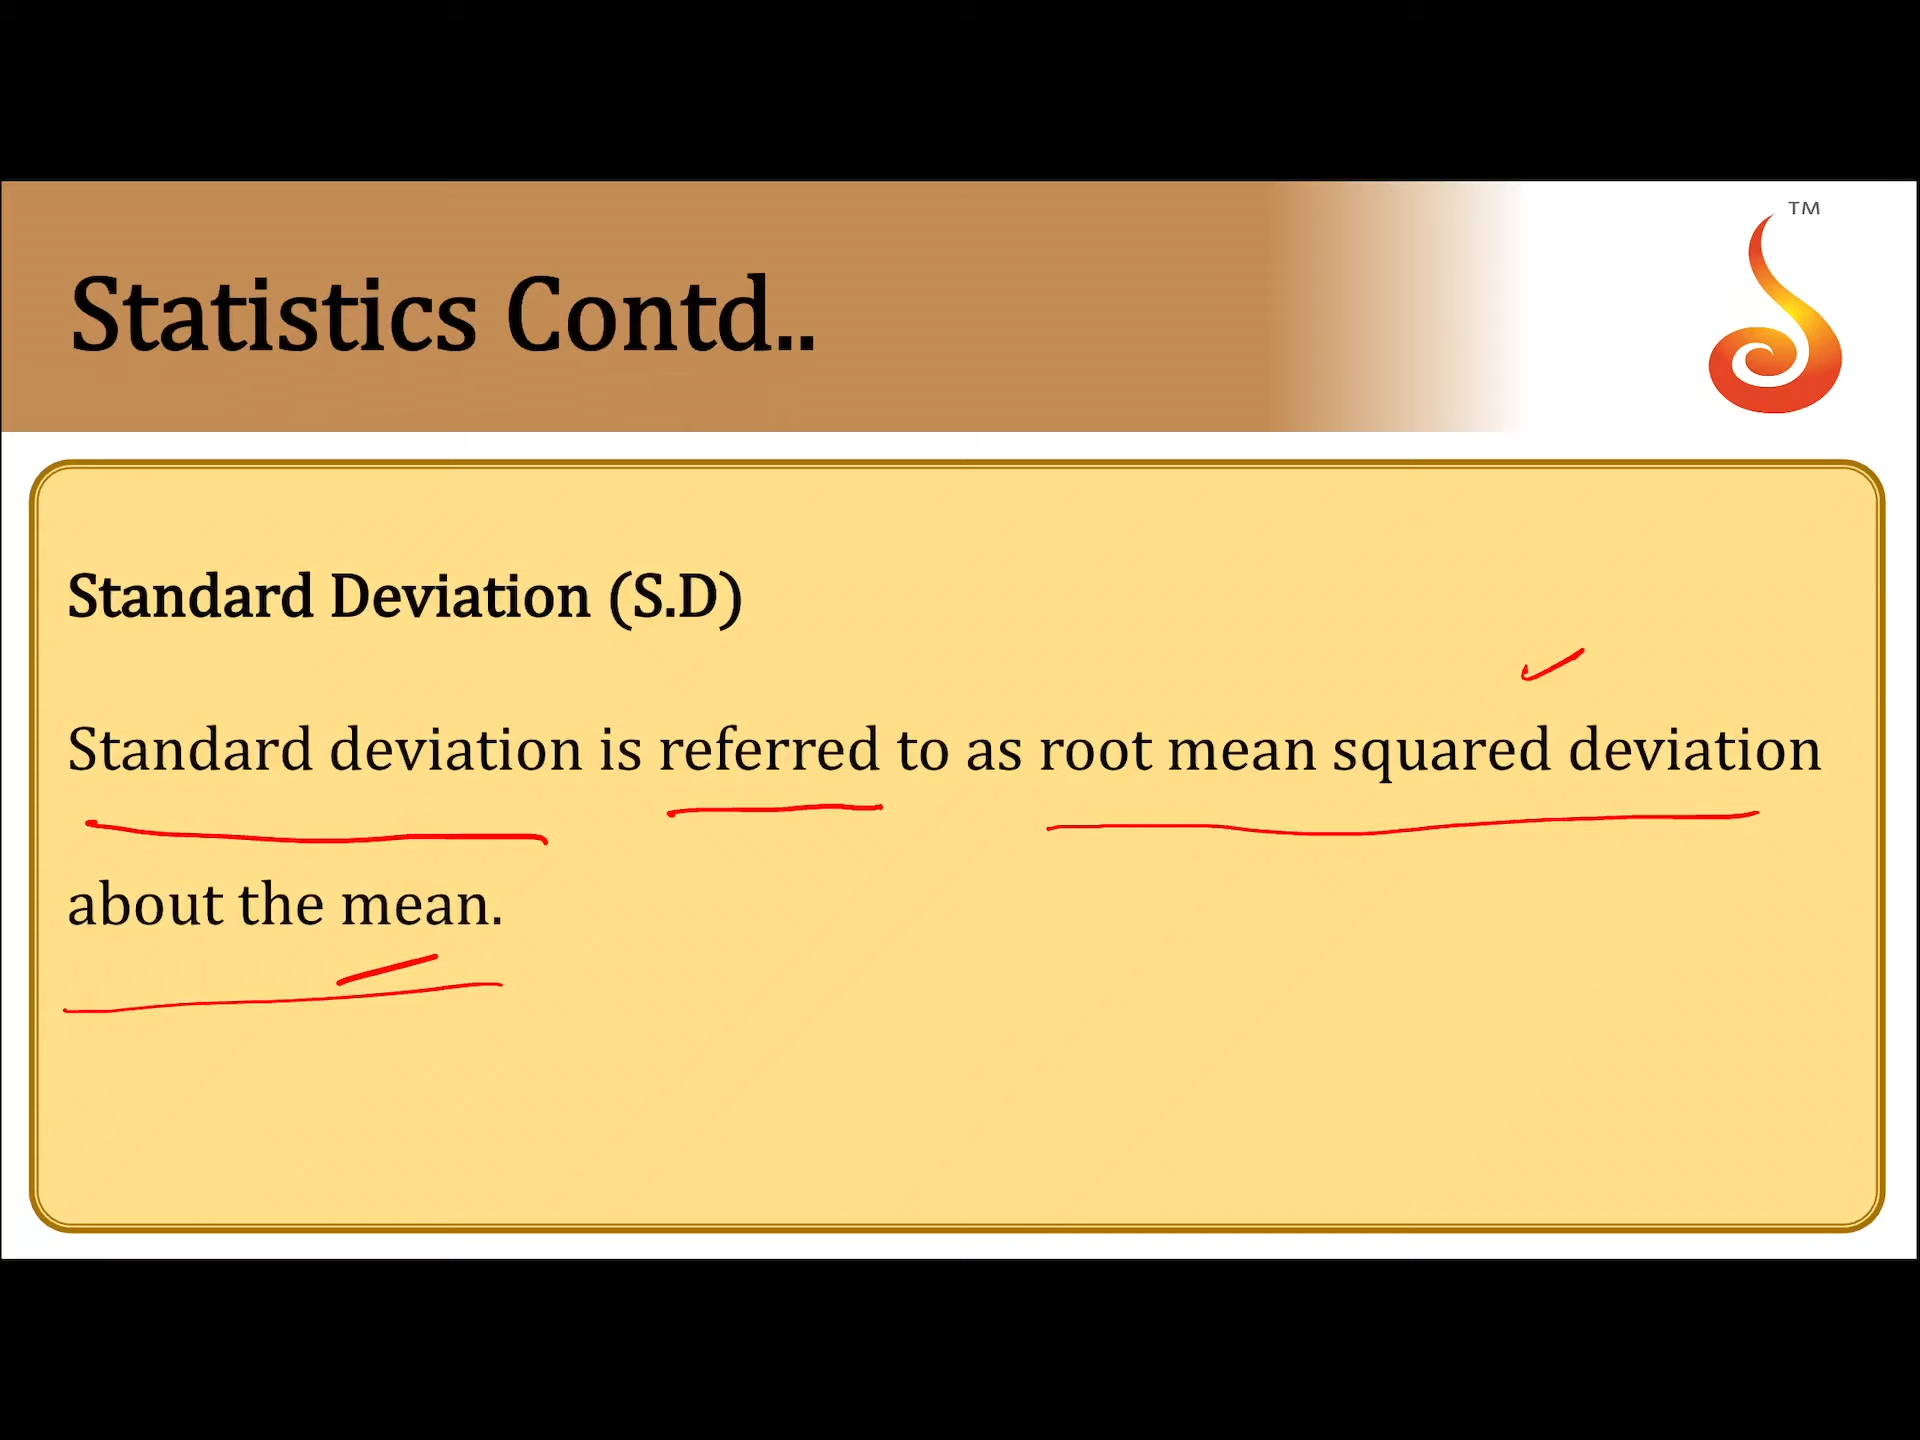 TM
Statistics Contd..
Standard Deviation (S.D)
Standard deviation is referred to as root mean squared deviation
about the mean.